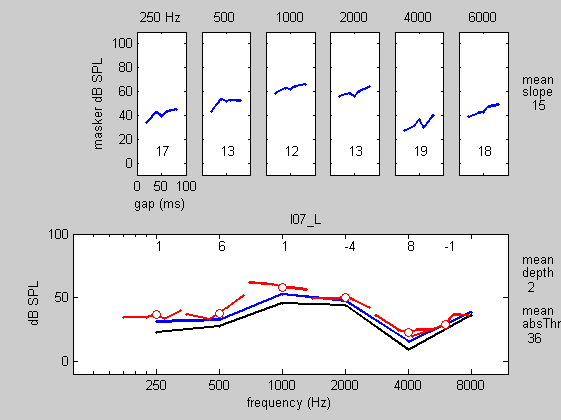 250 Hz 500 1000 2000 4000 6000
100
80
60
40
20
0
masker dB SPL
17 13 12 13 19 18
0 50 100
gap (ms)
mean
slope
15
I07_L
100
50
0
dB SPL
1 6 1 -4 8 -1
250 500 1000 2000 4000 8000
frequency (Hz)
mean
depth
2
mean
absThr
36